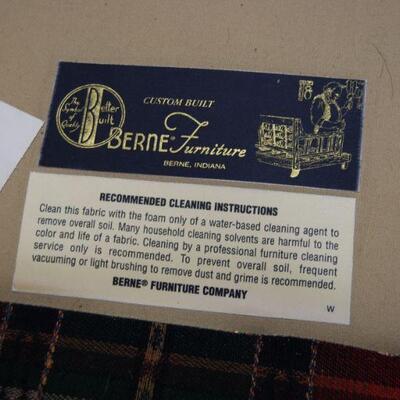 The Symbol of Quality
Better Built
CUSTOM BUILT
BERNE® Furniture
BERNE, INDIANA
RECOMMENDED CLEANING INSTRUCTIONS
Clean this fabric with the foam only of a water-based cleaning agent to
remove overall soil. Many household cleaning solvents are harmful to the
color and life of a fabric. Cleaning by a professional furniture cleaning
service only is recommended. To prevent overall soil, frequent
vacuuming or light brushing to remove dust and grime is recommended.
BERNE® FURNITURE COMPANY
W